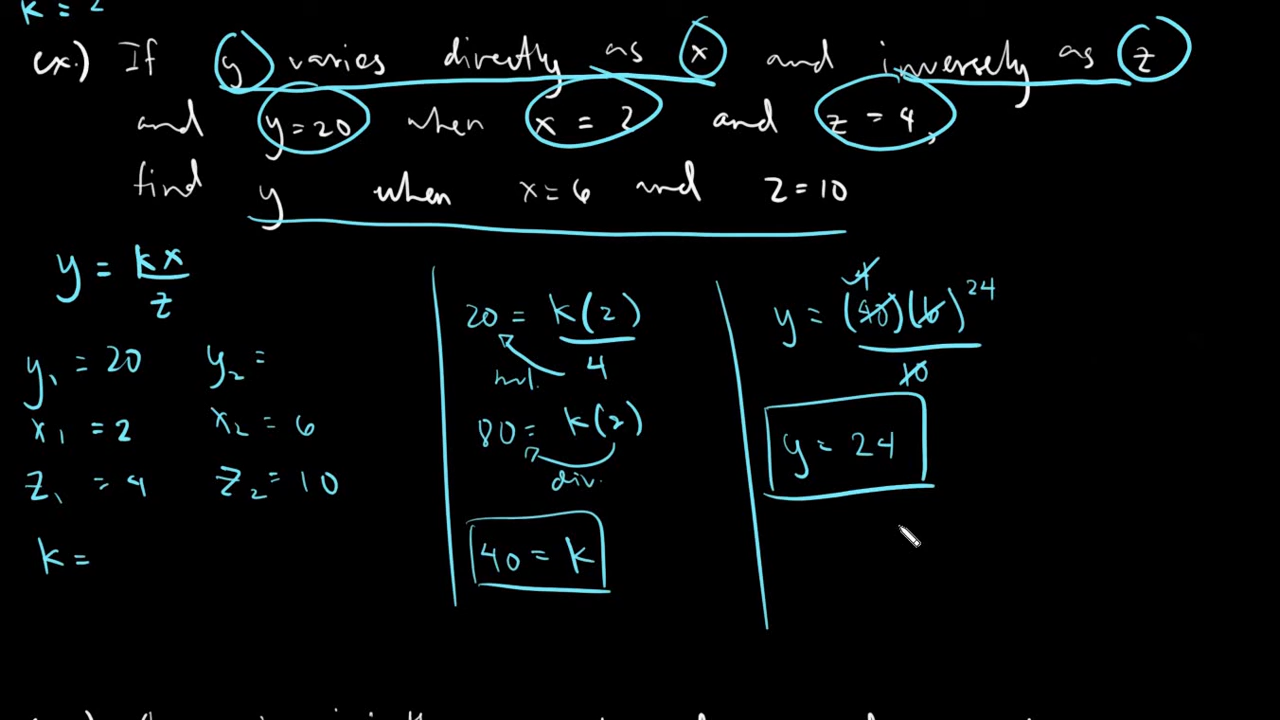 k = 2
ex.) If y varies directly as x and inversely as z
and y=20 when x = 2 and z = 4,
find y when x=6 and z=10
y = kx/z
y₁ = 20 y₂ =
x₁ = 2 x₂ = 6
z₁ = 4 z₂ = 10
k =
20 = k(2)/4
mul.
80 = k(2)
div.
40 = k
4
y = (40)(6)/10 24
y = 24